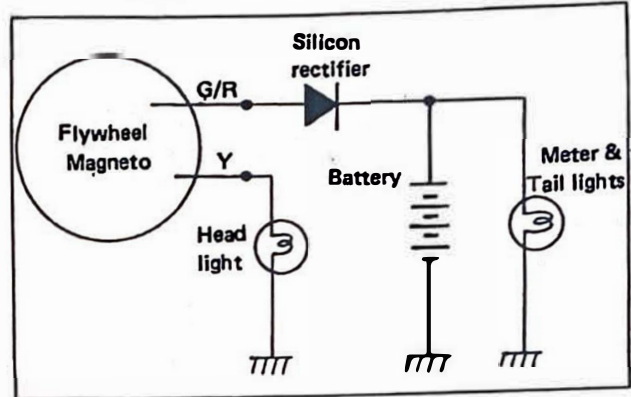 Silicon
rectifier
G/R
Flywheel
Magneto
Y
Battery
Meter &
Tail lights
Head
light